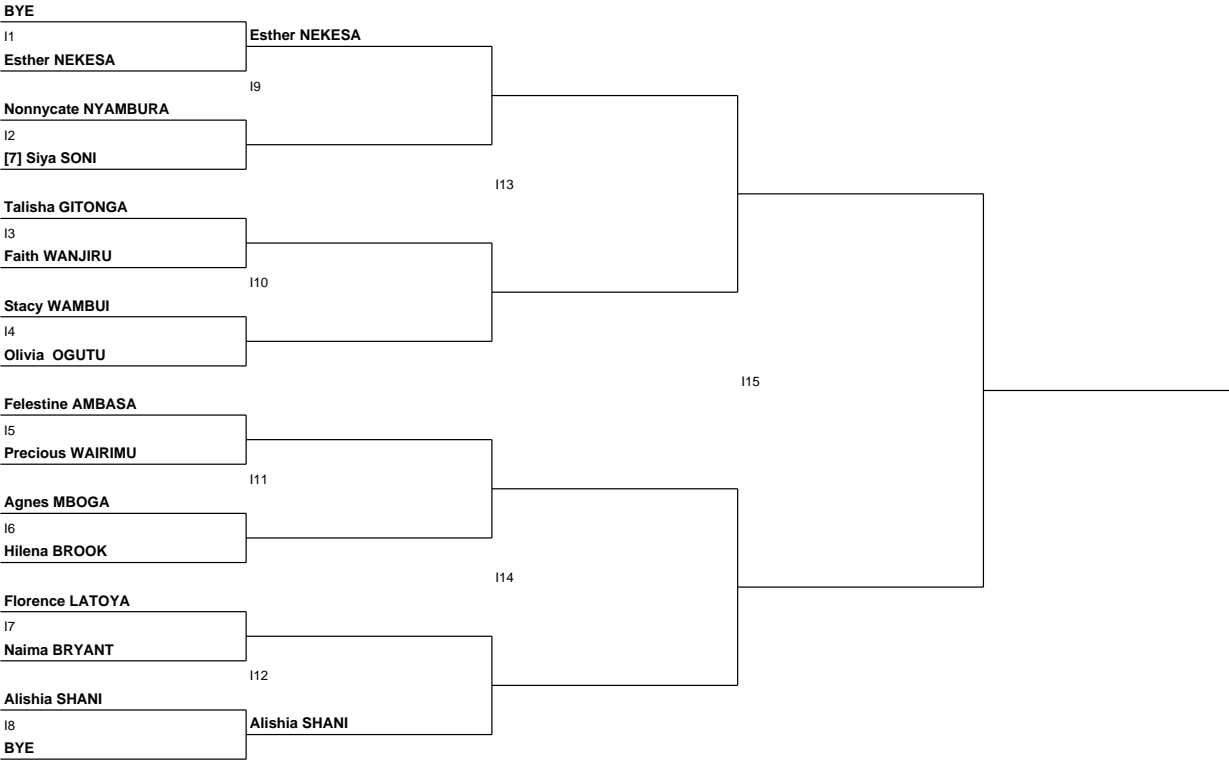 BYE
I1
Esther NEKESA
Esther NEKESA
I9
Nonnycate NYAMBURA
I2
[7] Siya SONI
I13
Talisha GITONGA
I3
Faith WANJIRU
I10
Stacy WAMBUI
I4
Olivia  OGUTU
I15
Felestine AMBASA
I5
Precious WAIRIMU
I11
Agnes MBOGA
I6
Hilena BROOK
I14
Florence LATOYA
I7
Naima BRYANT
I12
Alishia SHANI
I8
Alishia SHANI
BYE